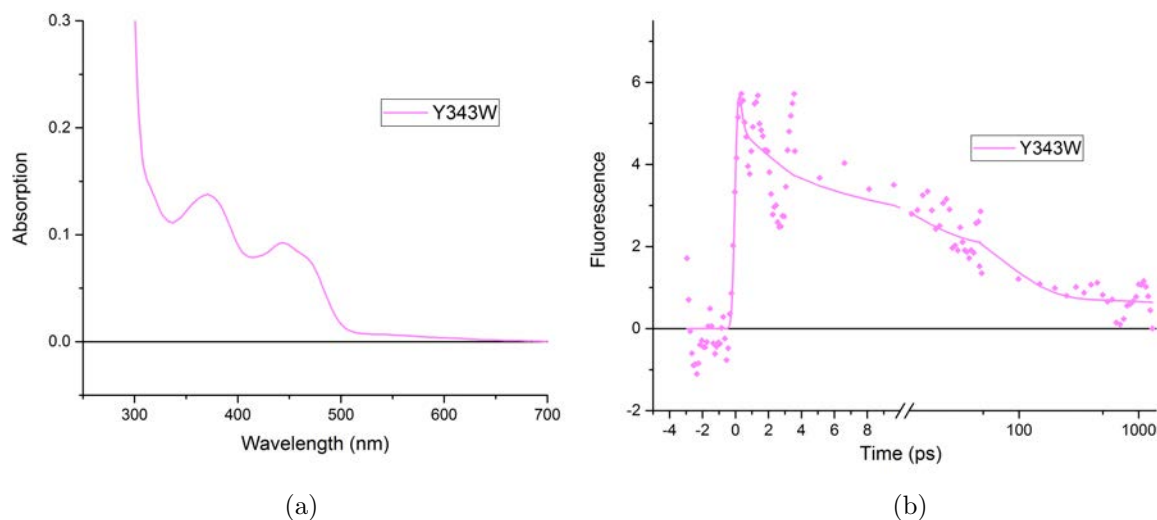 0.3
0.2
0.1
0.0
Absorption
Y343W
300 400 500 600 700
Wavelength (nm)
(a)
6
4
2
0
-2
Fluorescence
Y343W
-4 -2 0 2 4 6 8 100 1000
Time (ps)
(b)